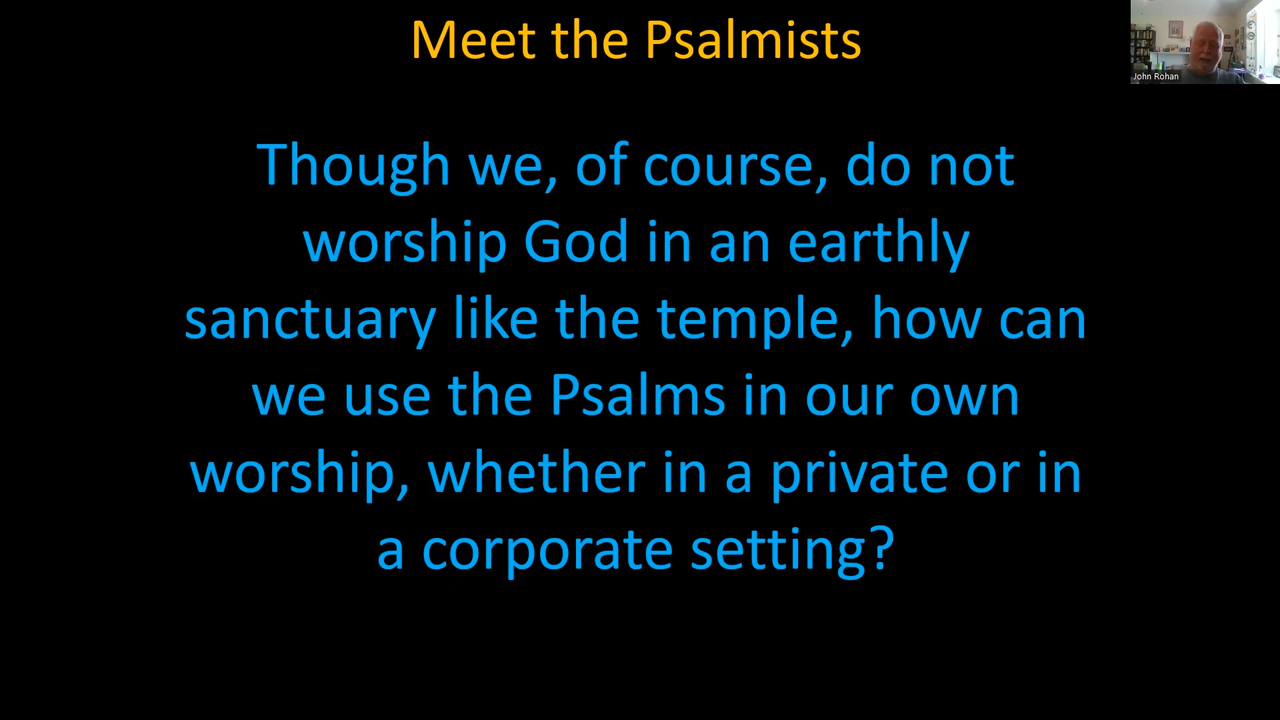 Meet the Psalmists
John Rohan
Though we, of course, do not
worship God in an earthly
sanctuary like the temple, how can
we use the Psalms in our own
worship, whether in a private or in
a corporate setting?